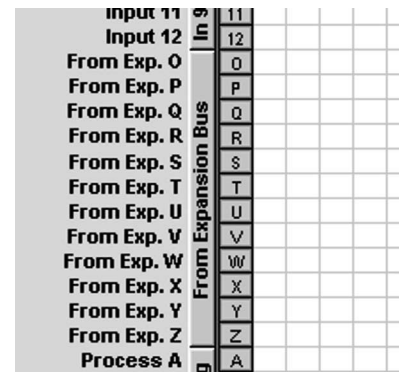 Input 11 11
Input 12 12
From Exp. O O
From Exp. P P
From Exp. Q Q
From Exp. R R
From Exp. S S
From Exp. T T
From Exp. U U
From Exp. V V
From Exp. W W
From Exp. X X
From Exp. Y Y
From Exp. Z Z
Process A A
From Expansion Bus